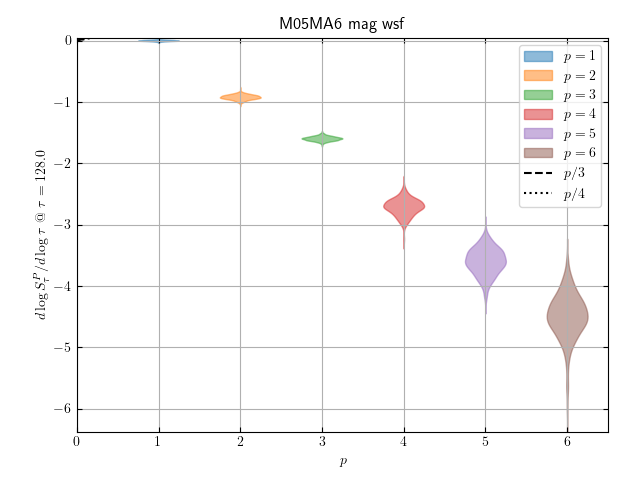 M05MA6 mag wsf
0
−1
−2
−3
−4
−5
−6
d log S_τ^P / d log τ @ τ = 128.0
0 1 2 3 4 5 6
p
p = 1
p = 2
p = 3
p = 4
p = 5
p = 6
p/3
p/4